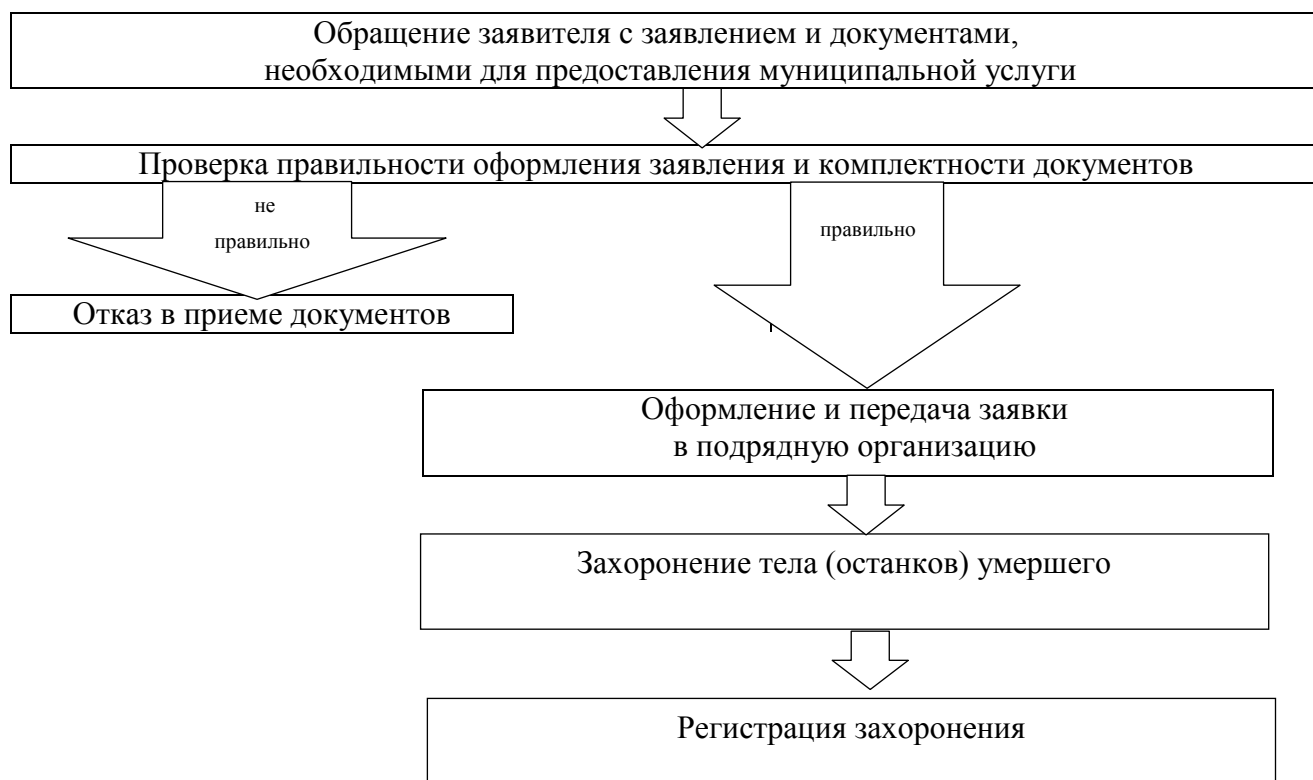 Обращение заявителя с заявлением и документами,
необходимыми для предоставления муниципальной услуги
Проверка правильности оформления заявления и комплектности документов
не
правильно
правильно
Отказ в приеме документов
Оформление и передача заявки
в подрядную организацию
Захоронение тела (останков) умершего
Регистрация захоронения